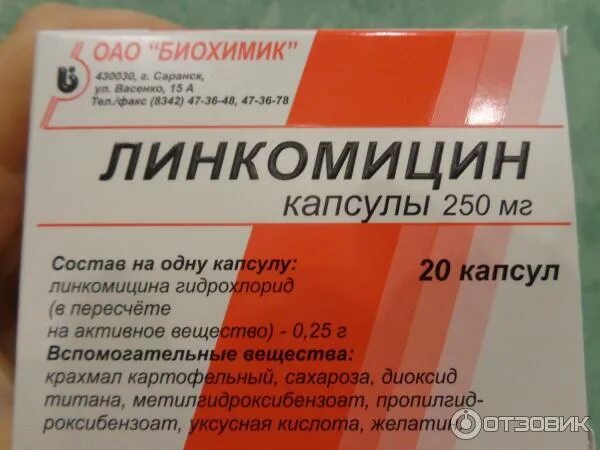 ОАО "БИОХИМИК"
430030, г. Саранск,
ул. Васенко, 15 А
Тел./факс (8342) 47-36-48, 47-36-78
ЛИНКОМИЦИН
капсулы 250 мг
20 капсул
Состав на одну капсулу:
линкомицина гидрохлорид
(в пересчёте
на активное вещество) - 0,25 г
Вспомогательные вещества:
крахмал картофельный, сахароза, диоксид
титана, метилгидроксибензоат, пропилгид-
роксибензоат, уксусная кислота, желатин
ОТЗОВИК